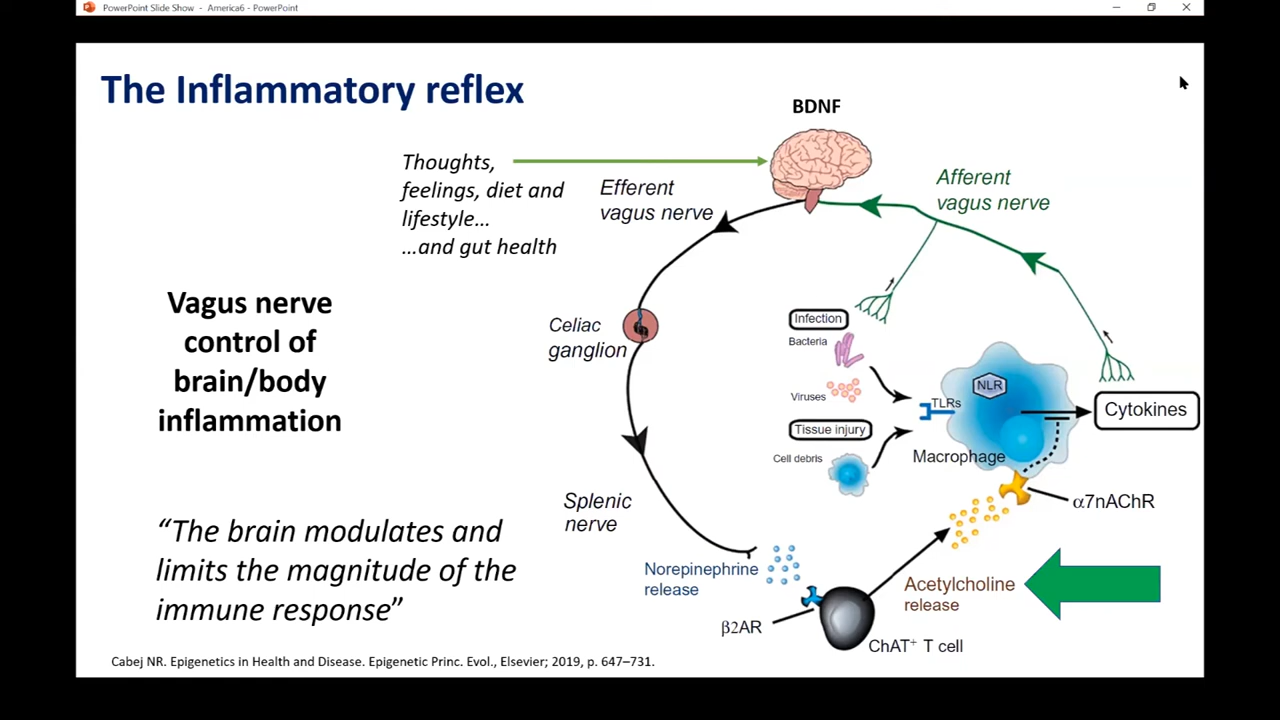 PowerPoint Slide Show - America6 - PowerPoint
The Inflammatory reflex
BDNF
Thoughts,
feelings, diet and
lifestyle…
…and gut health
Efferent
vagus nerve
Afferent
vagus nerve
Vagus nerve
control of
brain/body
inflammation
Celiac
ganglion
Infection
Bacteria
Viruses
Tissue injury
Cell debris
NLR
TLRs
Cytokines
Macrophage
α7nAChR
Splenic
nerve
Norepinephrine
release
Acetylcholine
release
β2AR
ChAT⁺ T cell
“The brain modulates and
limits the magnitude of the
immune response”
Cabej NR. Epigenetics in Health and Disease. Epigenetic Princ. Evol., Elsevier; 2019, p. 647–731.